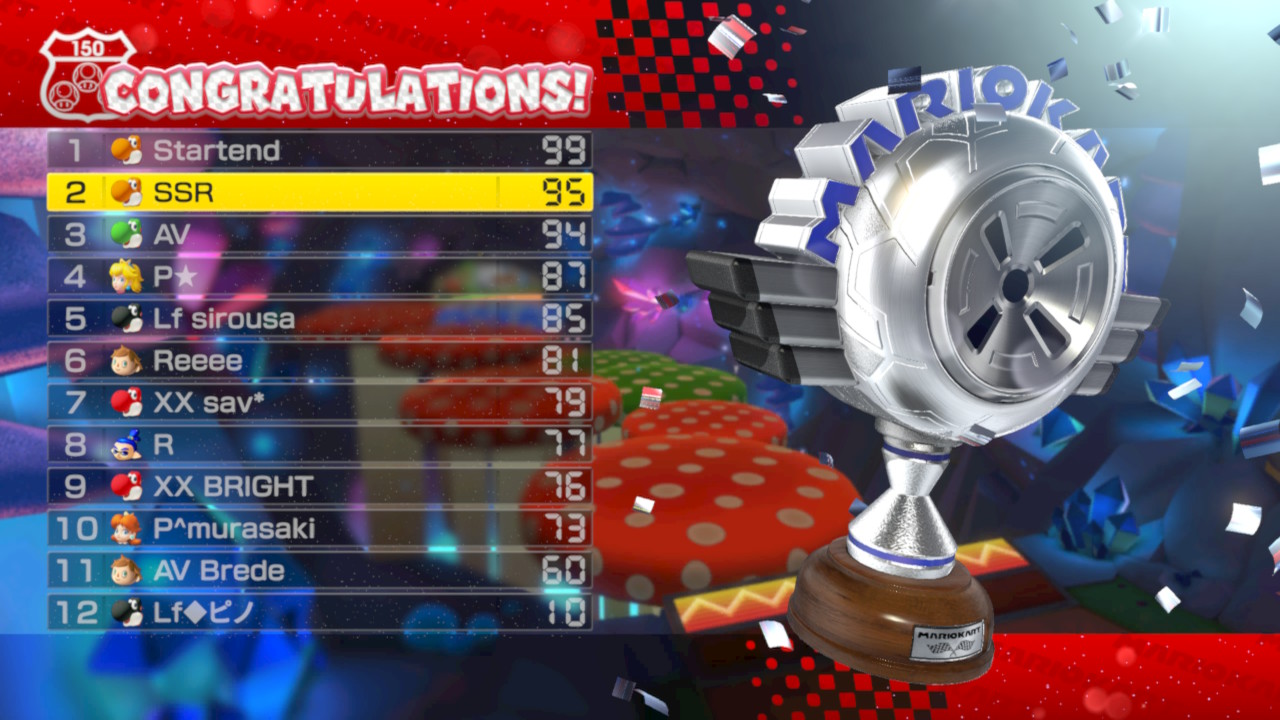 150
CONGRATULATIONS!
1 Startend 99
2 SSR 95
3 AV 94
4 P★ 87
5 Lf sirousa 85
6 Reeee 81
7 XX sav* 79
8 R 77
9 XX BRIGHT 76
10 P^murasaki 73
11 AV Brede 60
12 Lf◆ピノ 10
MARIOKA
MARIOKART